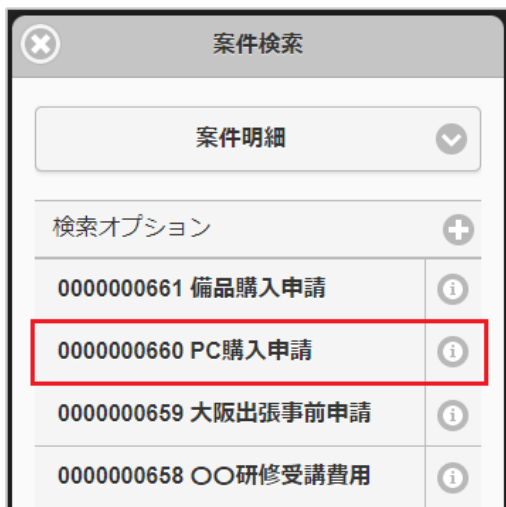 案件検索
案件明細
検索オプション
0000000661 備品購入申請
0000000660 PC購入申請
0000000659 大阪出張事前申請
0000000658 〇〇研修受講費用